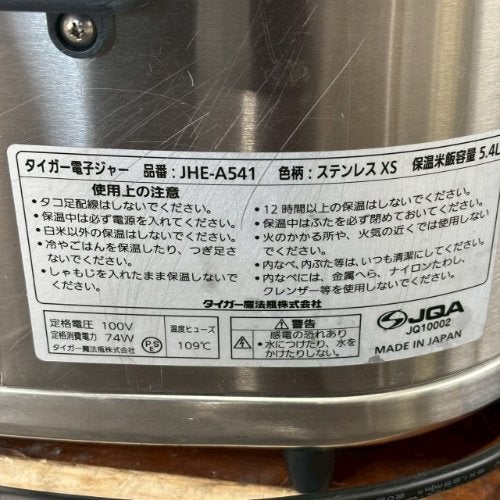 タイガー電子ジャー 品番：JHE-A541 色柄：ステンレス XS 保温米飯容量 5.4L
使用上の注意
・タコ足配線はしないでください。
・保温中は必ず電源を入れてください。
・白米以外の保温はしないでください。
・冷やごはんを保温したり、つぎ足さ
ないでください。
・しゃもじを入れたまま保温しないで
ください。
・12時間以上の保温はしないでください。
・保温中はふたを必ず閉めておいてください。
・火のかかる所や、火気の近くでは使用しない
でください。
・内なべ、内ぶた等は、いつも清潔にしてください。
・内なべには、金属へら、ナイロンたわし、
クレンザー等を使用しないでください。
タイガー魔法瓶株式会社
定格電圧 100V
定格消費電力 74W
タイガー魔法瓶株式会社
PSE
温度ヒューズ
109℃
⚠警告
感電の恐れあり
・水につけたり、水を
かけたりしない。
JQA
JQ10002
MADE IN JAPAN